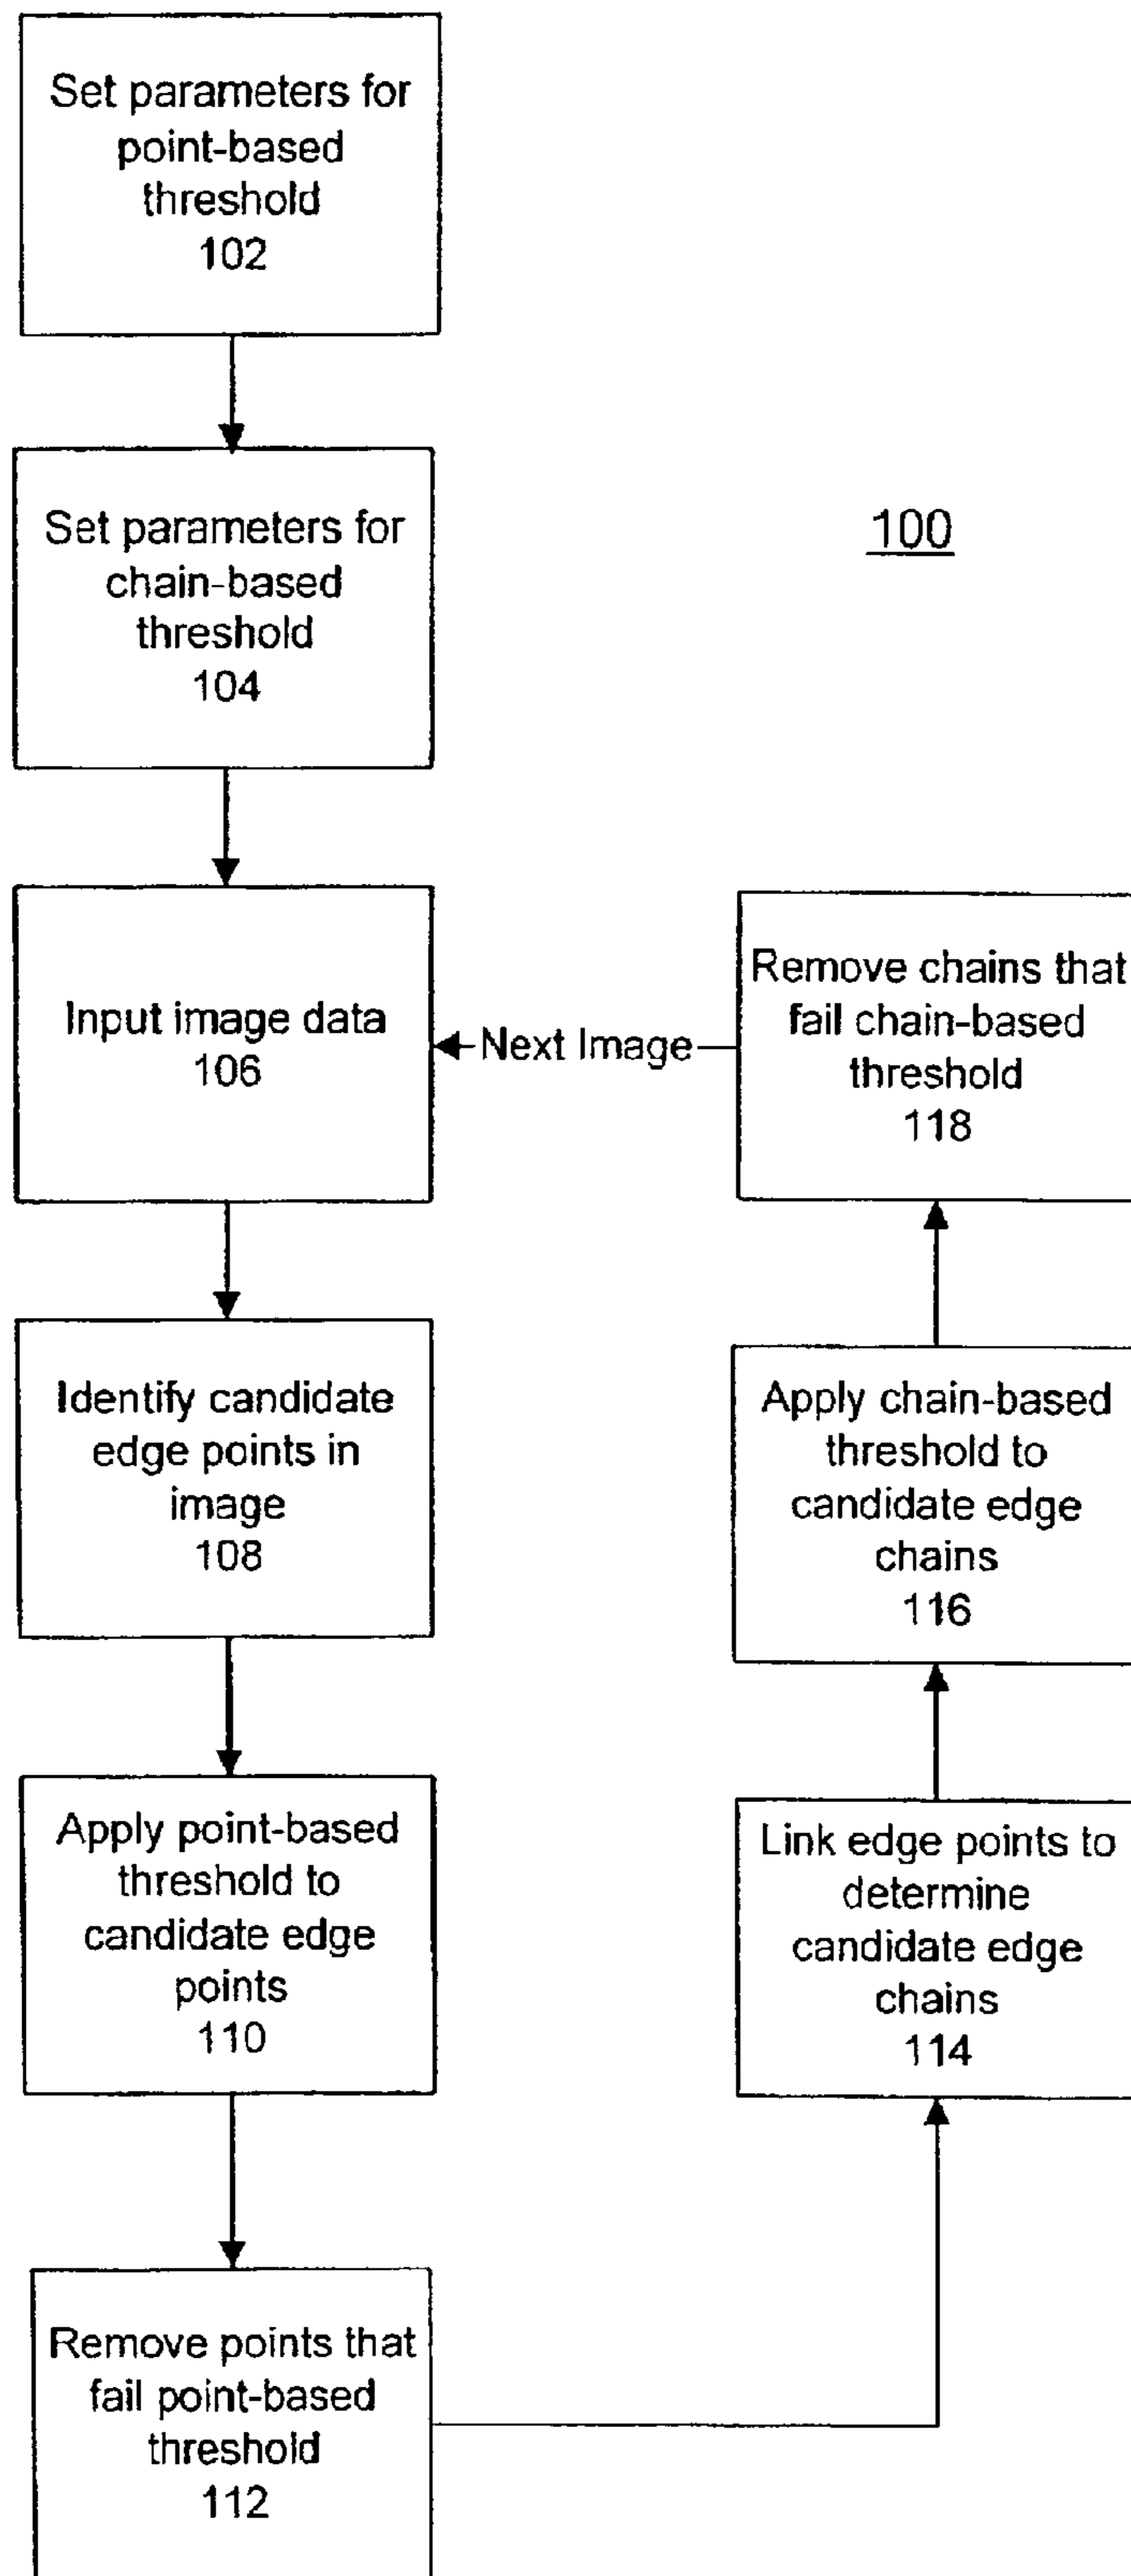 Set parameters for
point-based
threshold
102
Set parameters for
chain-based
threshold
104
100
Input image data
106
Next Image
Remove chains that
fail chain-based
threshold
118
Identify candidate
edge points in
image
108
Apply chain-based
threshold to
candidate edge
chains
116
Apply point-based
threshold to
candidate edge
points
110
Link edge points to
determine
candidate edge
chains
114
Remove points that
fail point-based
threshold
112